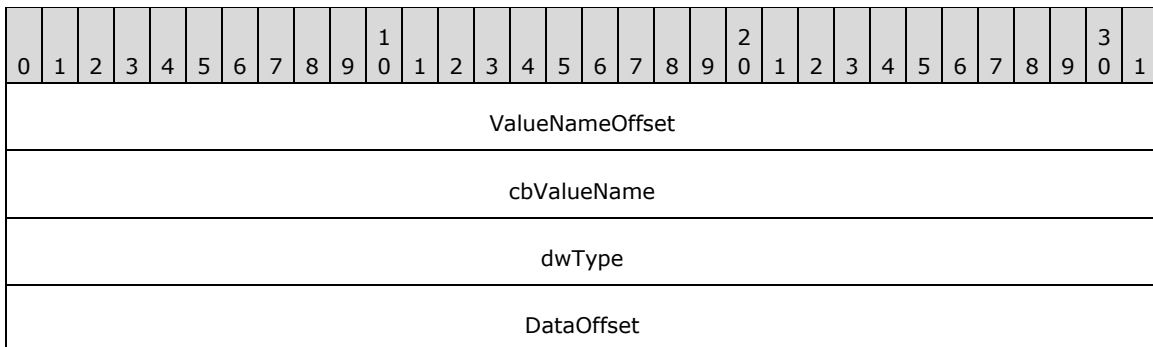 1 2 3
0 1 2 3 4 5 6 7 8 9 0 1 2 3 4 5 6 7 8 9 0 1 2 3 4 5 6 7 8 9 0 1
ValueNameOffset
cbValueName
dwType
DataOffset